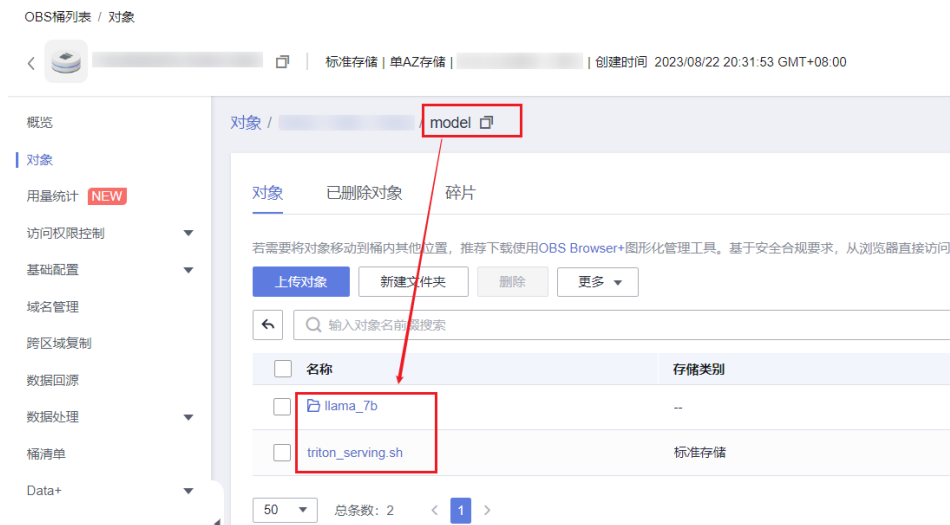 OBS桶列表 / 对象
标准存储 | 单AZ存储 | | 创建时间 2023/08/22 20:31:53 GMT+08:00
概览
对象
用量统计 NEW
访问权限控制
基础配置
域名管理
跨区域复制
数据回源
数据处理
桶清单
Data+
对象 / / model
对象 已删除对象 碎片
若需要将对象移动到桶内其他位置，推荐下载使用OBS Browser+图形化管理工具。基于安全合规要求，从浏览器直接访问
上传对象 新建文件夹 删除 更多
输入对象名前缀搜索
名称 存储类别
llama_7b --
triton_serving.sh 标准存储
50 总条数: 2 < 1 >